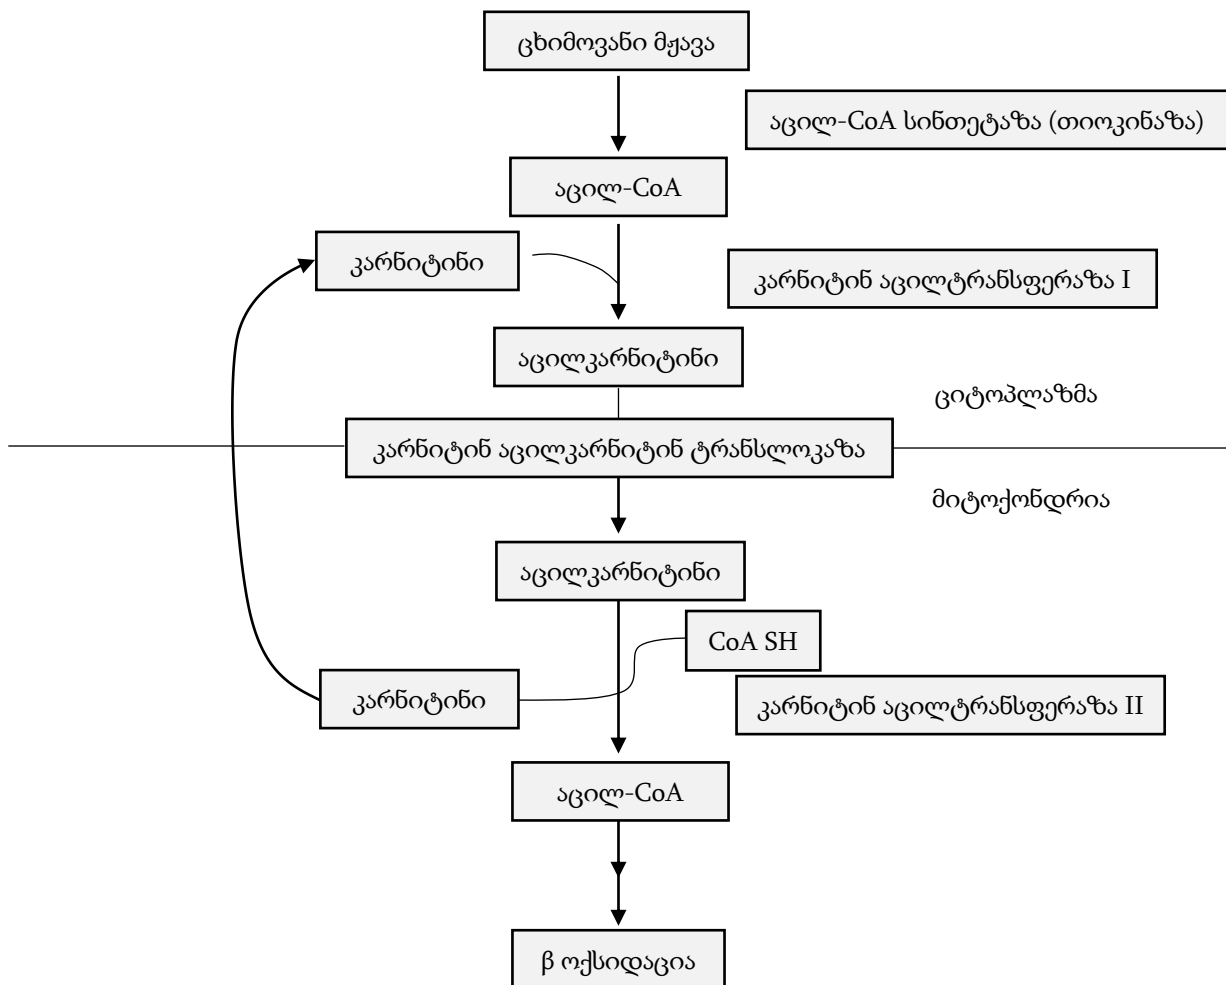 ცხიმოვანი მჟავა
აცილ-CoA სინთეტაზა (თიოკინაზა)
აცილ-CoA
კარნიტინი
კარნიტინ აცილტრანსფერაზა I
აცილკარნიტინი
ციტოპლაზმა
კარნიტინ აცილკარნიტინ ტრანსლოკაზა
მიტოქონდრია
აცილკარნიტინი
CoA SH
კარნიტინი
კარნიტინ აცილტრანსფერაზა II
აცილ-CoA
β ოქსიდაცია